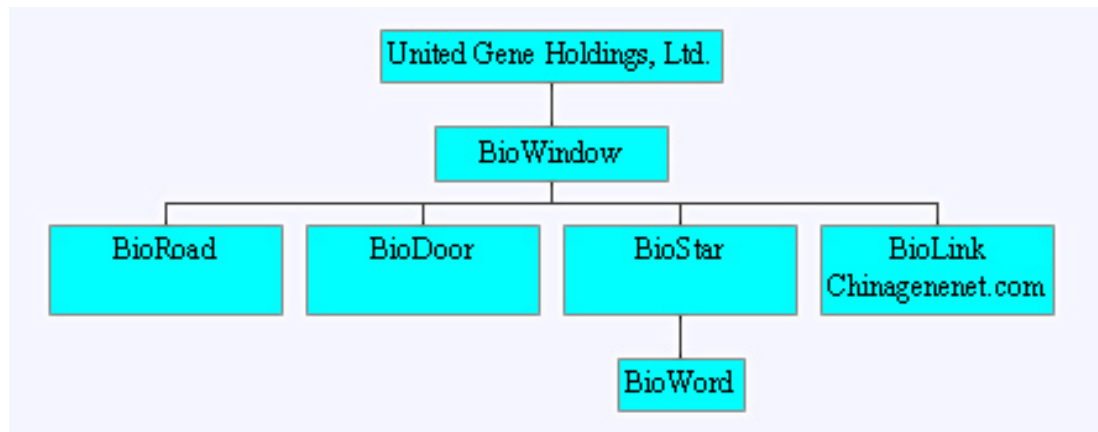 United Gene Holdings, Ltd.
BioWindow
BioRoad
BioDoor
BioStar
BioLink
Chinagenenet.com
BioWord